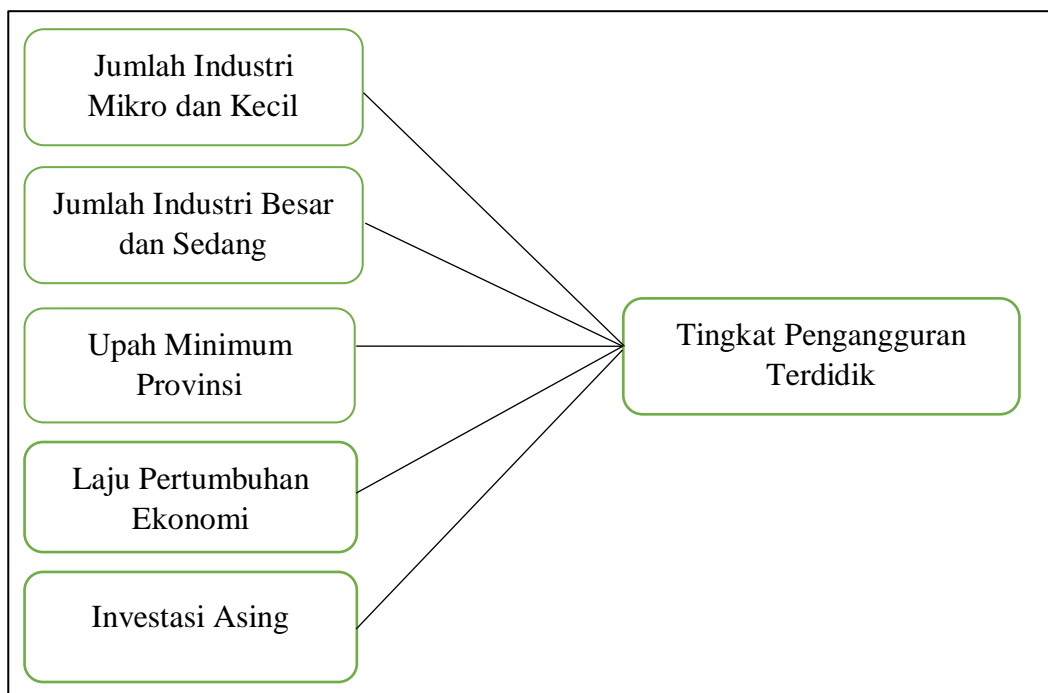 Jumlah Industri
Mikro dan Kecil
Jumlah Industri Besar
dan Sedang
Upah Minimum
Provinsi
Laju Pertumbuhan
Ekonomi
Investasi Asing
Tingkat Pengangguran
Terdidik